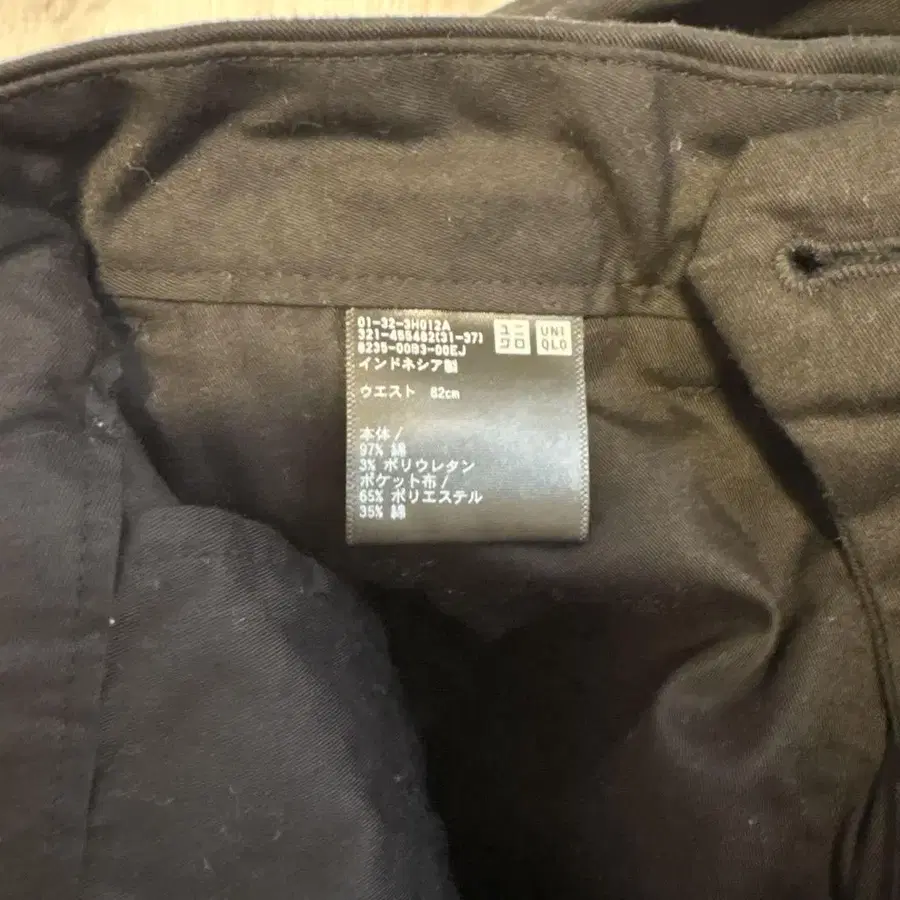 01-32-3H012A
321-455482(31-37)
6235-0083-00EJ
インドネシア製
ユニ
クロ
UNI
QLO
ウエスト 82cm
本体/
97% 綿
3% ポリウレタン
ポケット布/
65% ポリエステル
35% 綿